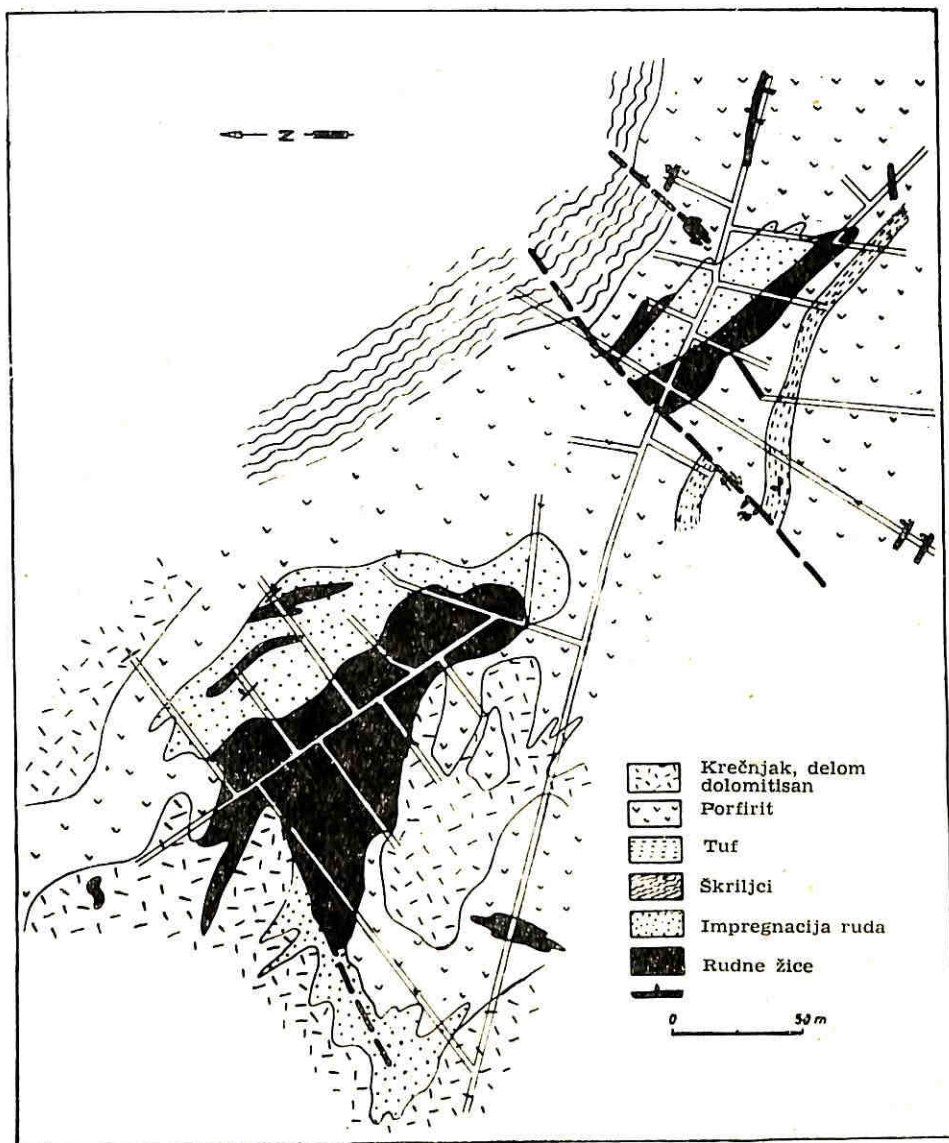 N
Krečnjak, delom
dolomitisan
Porfirit
Tuf
Škriljci
Impregnacija ruda
Rudne žice
0 50 m